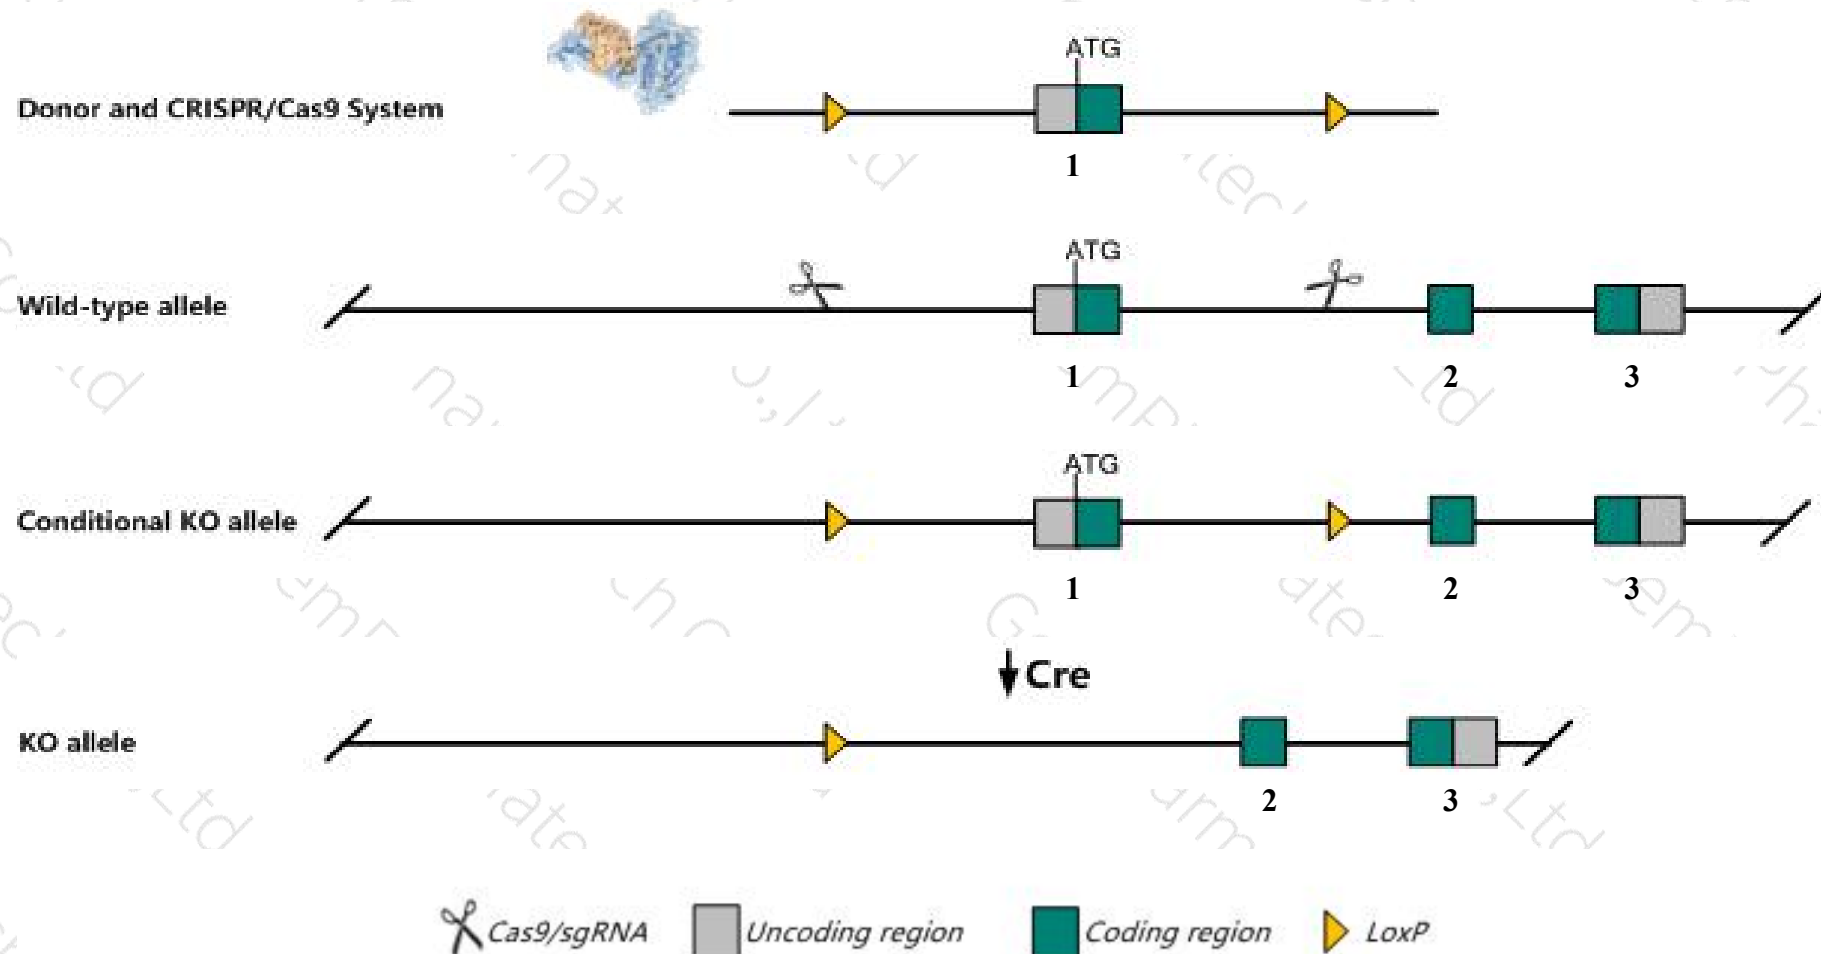 ATG
Donor and CRISPR/Cas9 System
1
ATG
Wild-type allele
1 2 3
ATG
Conditional KO allele
1 2 3
Cre
KO allele
2 3
Cas9/sgRNA Uncoding region Coding region LoxP